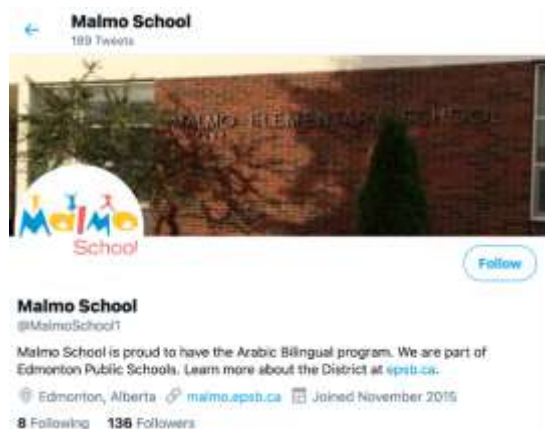 Malmo School
189 Tweets
MALMO ELEMENTARY SCHOOL
Malmo
School
Follow
Malmo School
@MalmoSchool1
Malmo School is proud to have the Arabic Bilingual program. We are part of
Edmonton Public Schools. Learn more about the District at epsb.ca.
Edmonton, Alberta malmo.epsb.ca Joined November 2015
8 Following 136 Followers